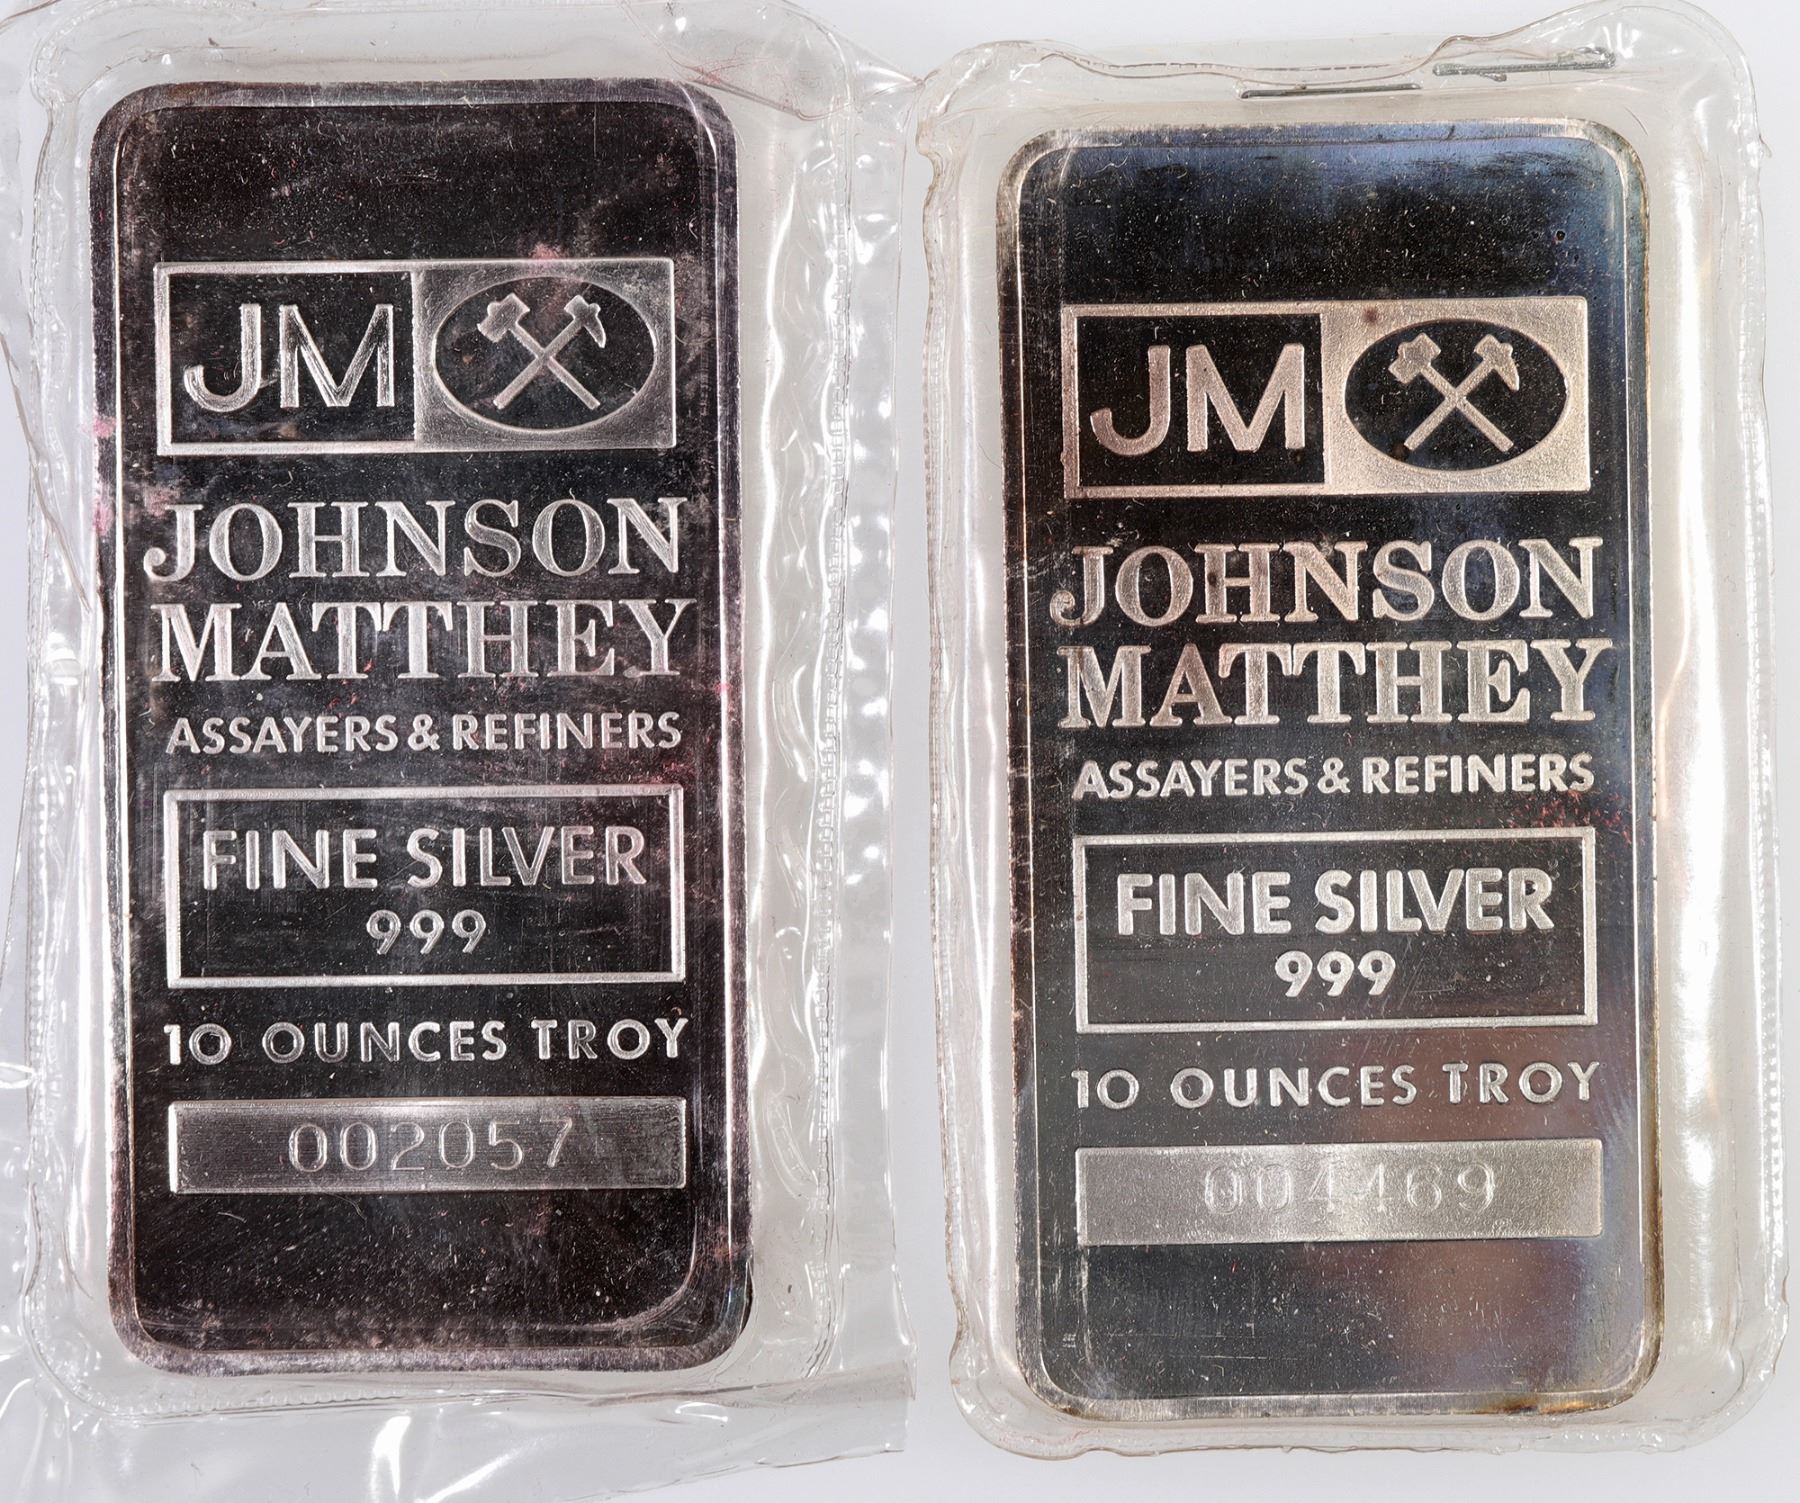 JM
JOHNSON
MATTHEY
ASSAYERS & REFINERS
FINE SILVER
999
10 OUNCES TROY
002057
JM
JOHNSON
MATTHEY
ASSAYERS & REFINERS
FINE SILVER
999
10 OUNCES TROY
004469